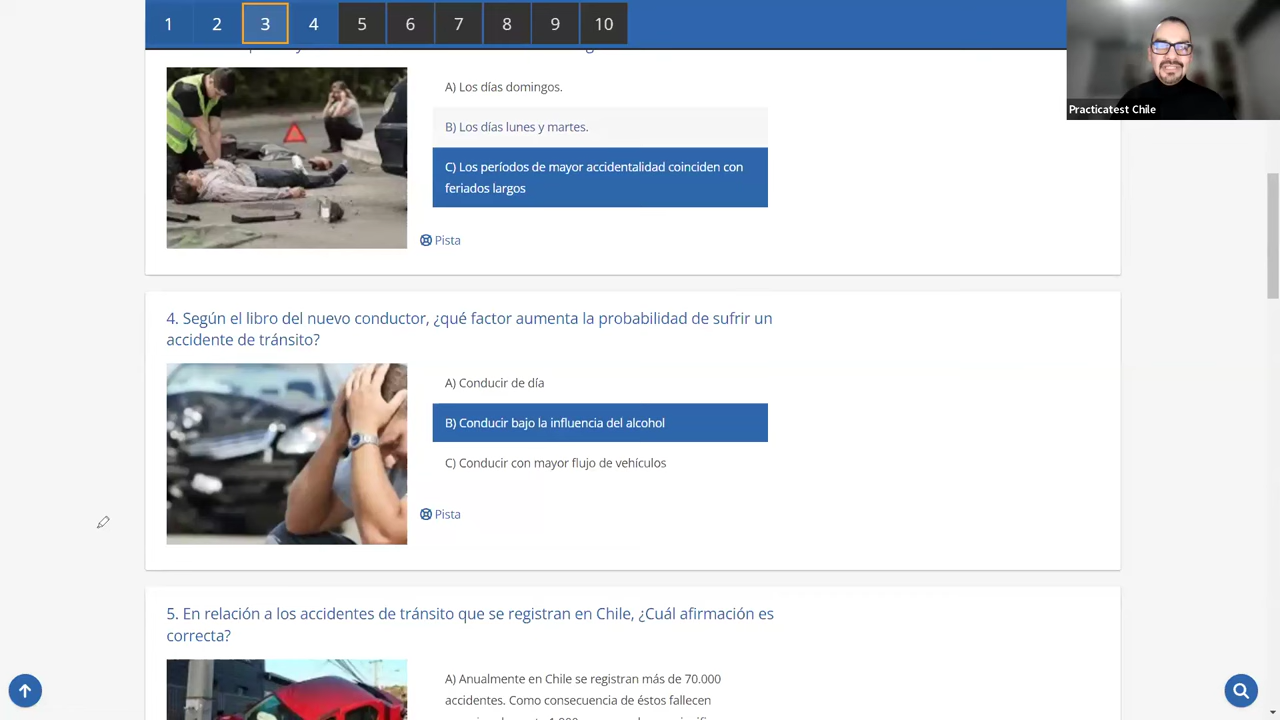 1 2 3 4 5 6 7 8 9 10
Practicatest Chile
A) Los días domingos.
B) Los días lunes y martes.
C) Los períodos de mayor accidentalidad coinciden con
feriados largos
Pista
4. Según el libro del nuevo conductor, ¿qué factor aumenta la probabilidad de sufrir un
accidente de tránsito?
A) Conducir de día
B) Conducir bajo la influencia del alcohol
C) Conducir con mayor flujo de vehículos
Pista
5. En relación a los accidentes de tránsito que se registran en Chile, ¿Cuál afirmación es
correcta?
A) Anualmente en Chile se registran más de 70.000
accidentes. Como consecuencia de éstos fallecen